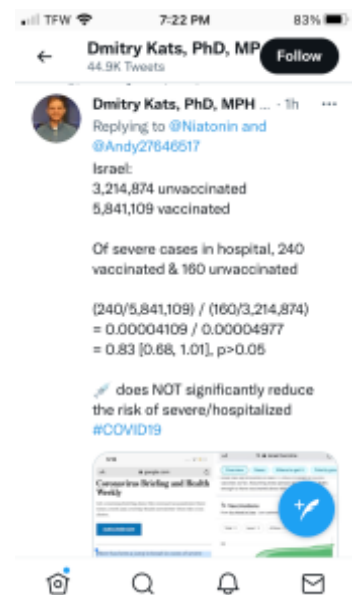 TFW 7:22 PM 83%
Dmitry Kats, PhD, MP
44.9K Tweets
Follow
Dmitry Kats, PhD, MPH ... · 1h
Replying to @Niatonin and
@Andy27646517
Israel:
3,214,874 unvaccinated
5,841,109 vaccinated
Of severe cases in hospital, 240
vaccinated & 160 unvaccinated
(240/5,841,109) / (160/3,214,874)
= 0.00004109 / 0.00004977
= 0.83 [0.68, 1.01], p>0.05
💉 does NOT significantly reduce
the risk of severe/hospitalized
#COVID19
Coronavirus Briefing and Health
Weekly